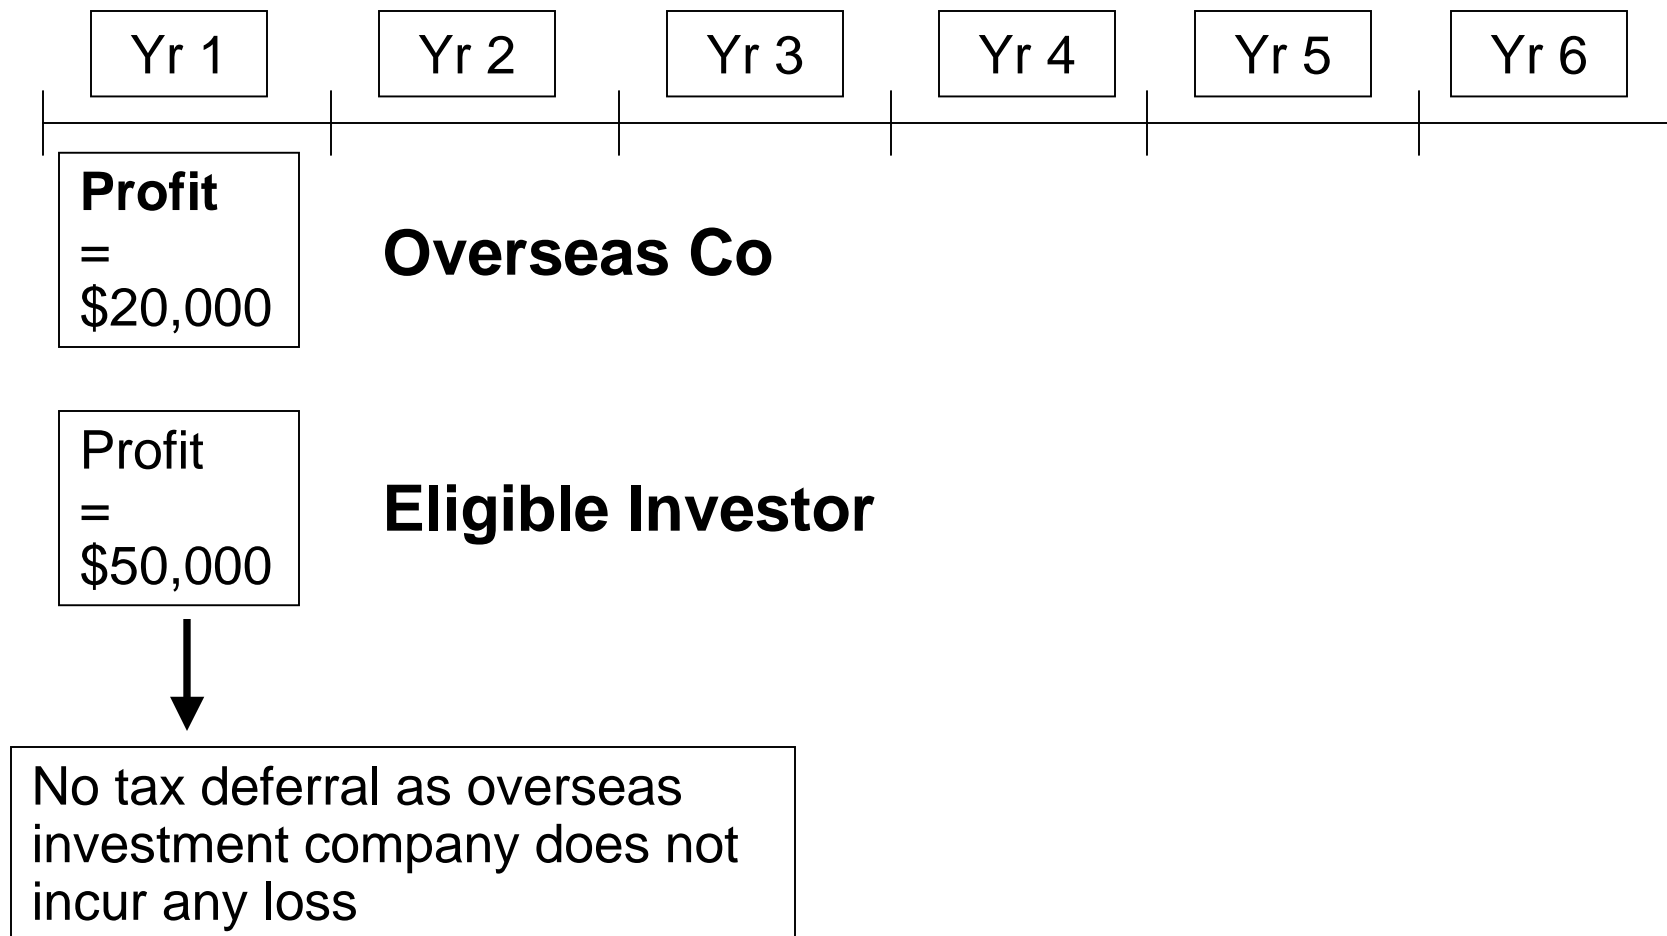 Yr 1 Yr 2 Yr 3 Yr 4 Yr 5 Yr 6
Profit
=
$20,000
Overseas Co
Profit
=
$50,000
Eligible Investor
No tax deferral as overseas
investment company does not
incur any loss